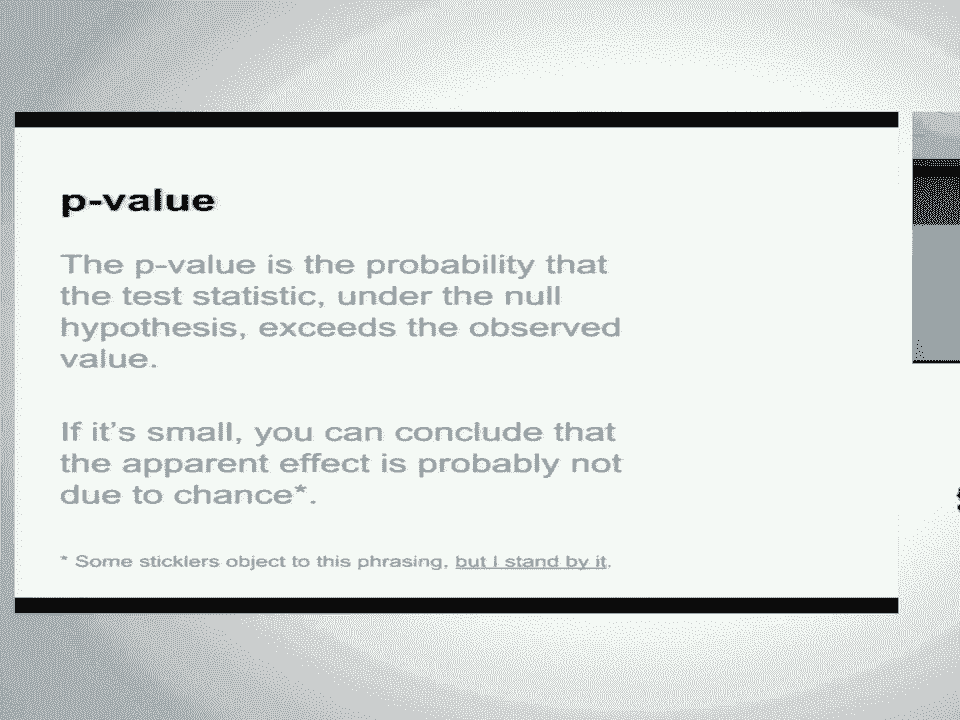 p-value
The p-value is the probability that
the test statistic, under the null
hypothesis, exceeds the observed
value.
If it's small, you can conclude that
the apparent effect is probably not
due to chance*.
* Some sticklers object to this phrasing, but I stand by it.